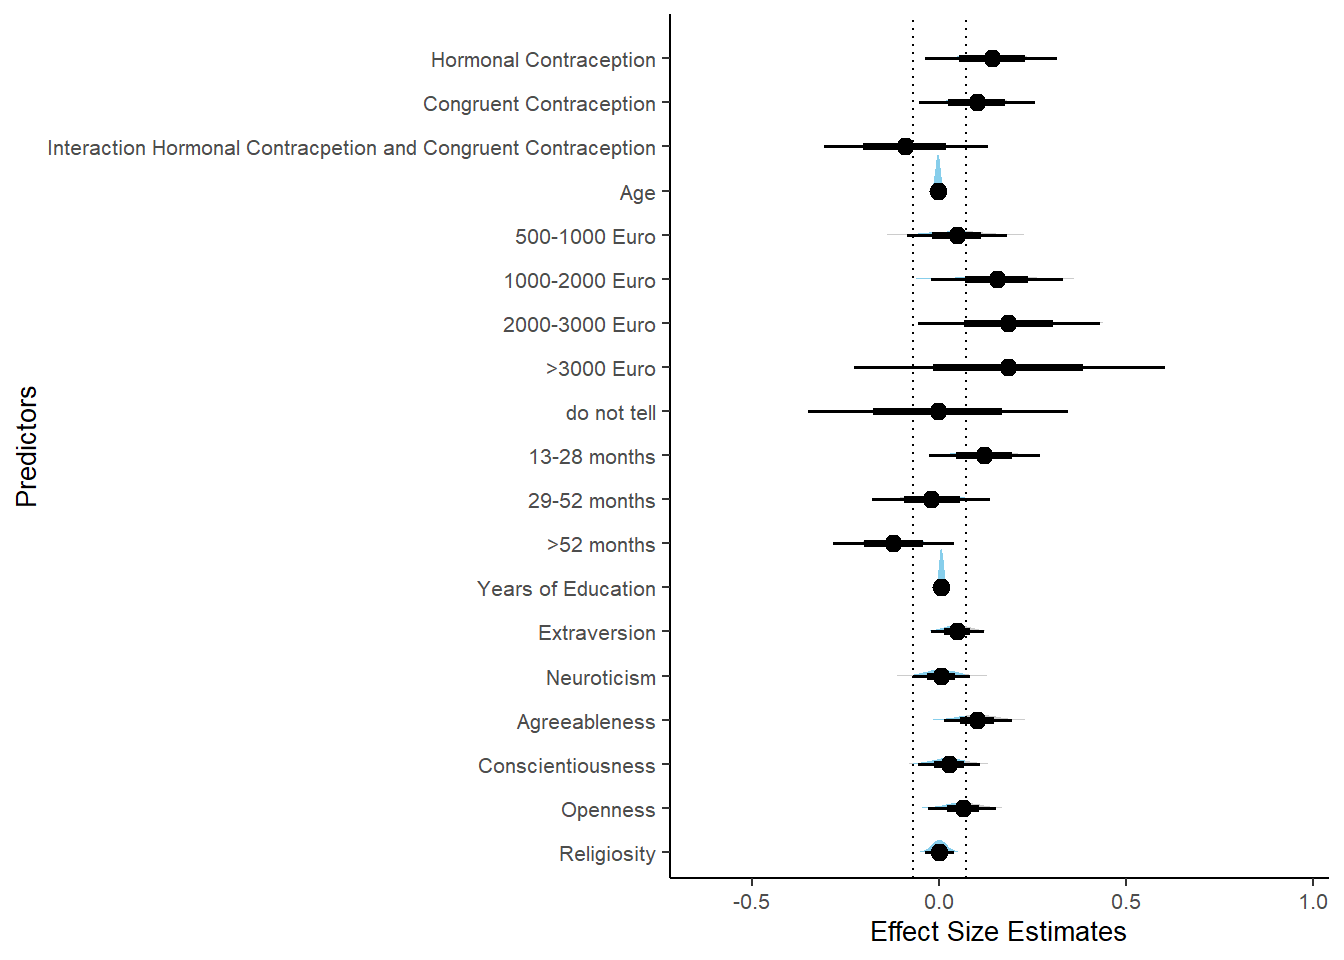 Hormonal Contraception
Congruent Contraception
Interaction Hormonal Contracpetion and Congruent Contraception
Age
500-1000 Euro
1000-2000 Euro
2000-3000 Euro
>3000 Euro
do not tell
13-28 months
29-52 months
>52 months
Years of Education
Extraversion
Neuroticism
Agreeableness
Conscientiousness
Openness
Religiosity
Predictors
-0.5 0.0 0.5 1.0
Effect Size Estimates